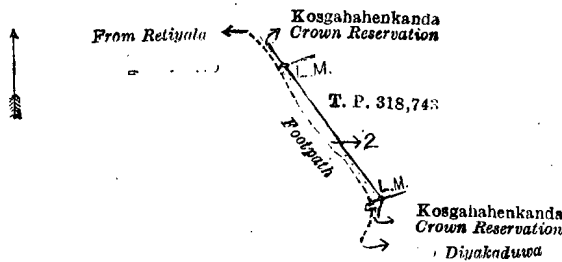 Kosgahahenkanda
Crown Reservation
From Retiyala
L.M.
T. P. 318,743
Footpath
2
L.M.
Kosgahahenkanda
Crown Reservation
Diyakaduwa